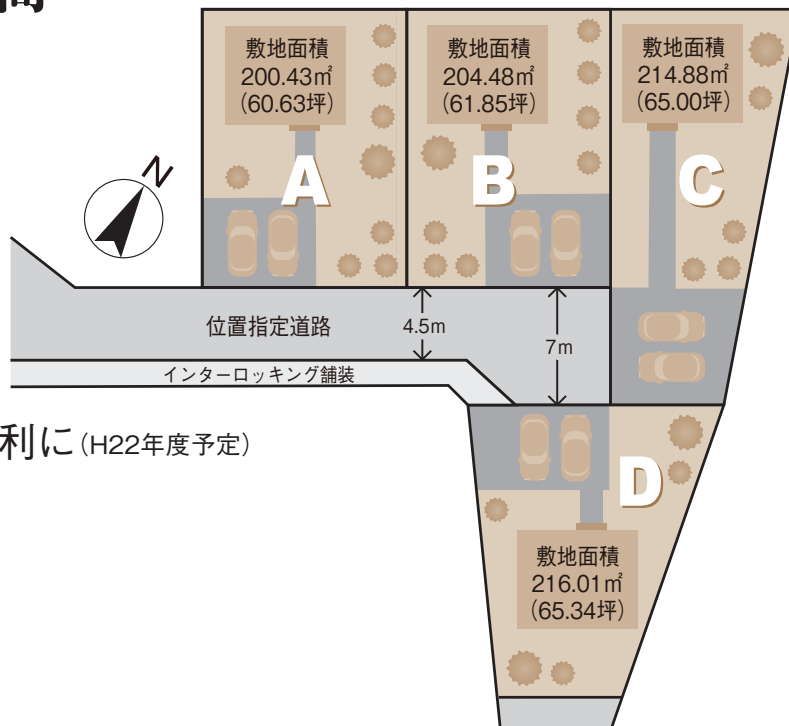 敷地面積
200.43㎡
(60.63坪)
敷地面積
204.48㎡
(61.85坪)
敷地面積
214.88㎡
(65.00坪)
A
B
C
N
位置指定道路
4.5m
7m
インターロッキング舗装
利に(H22年度予定)
D
敷地面積
216.01㎡
(65.34坪)